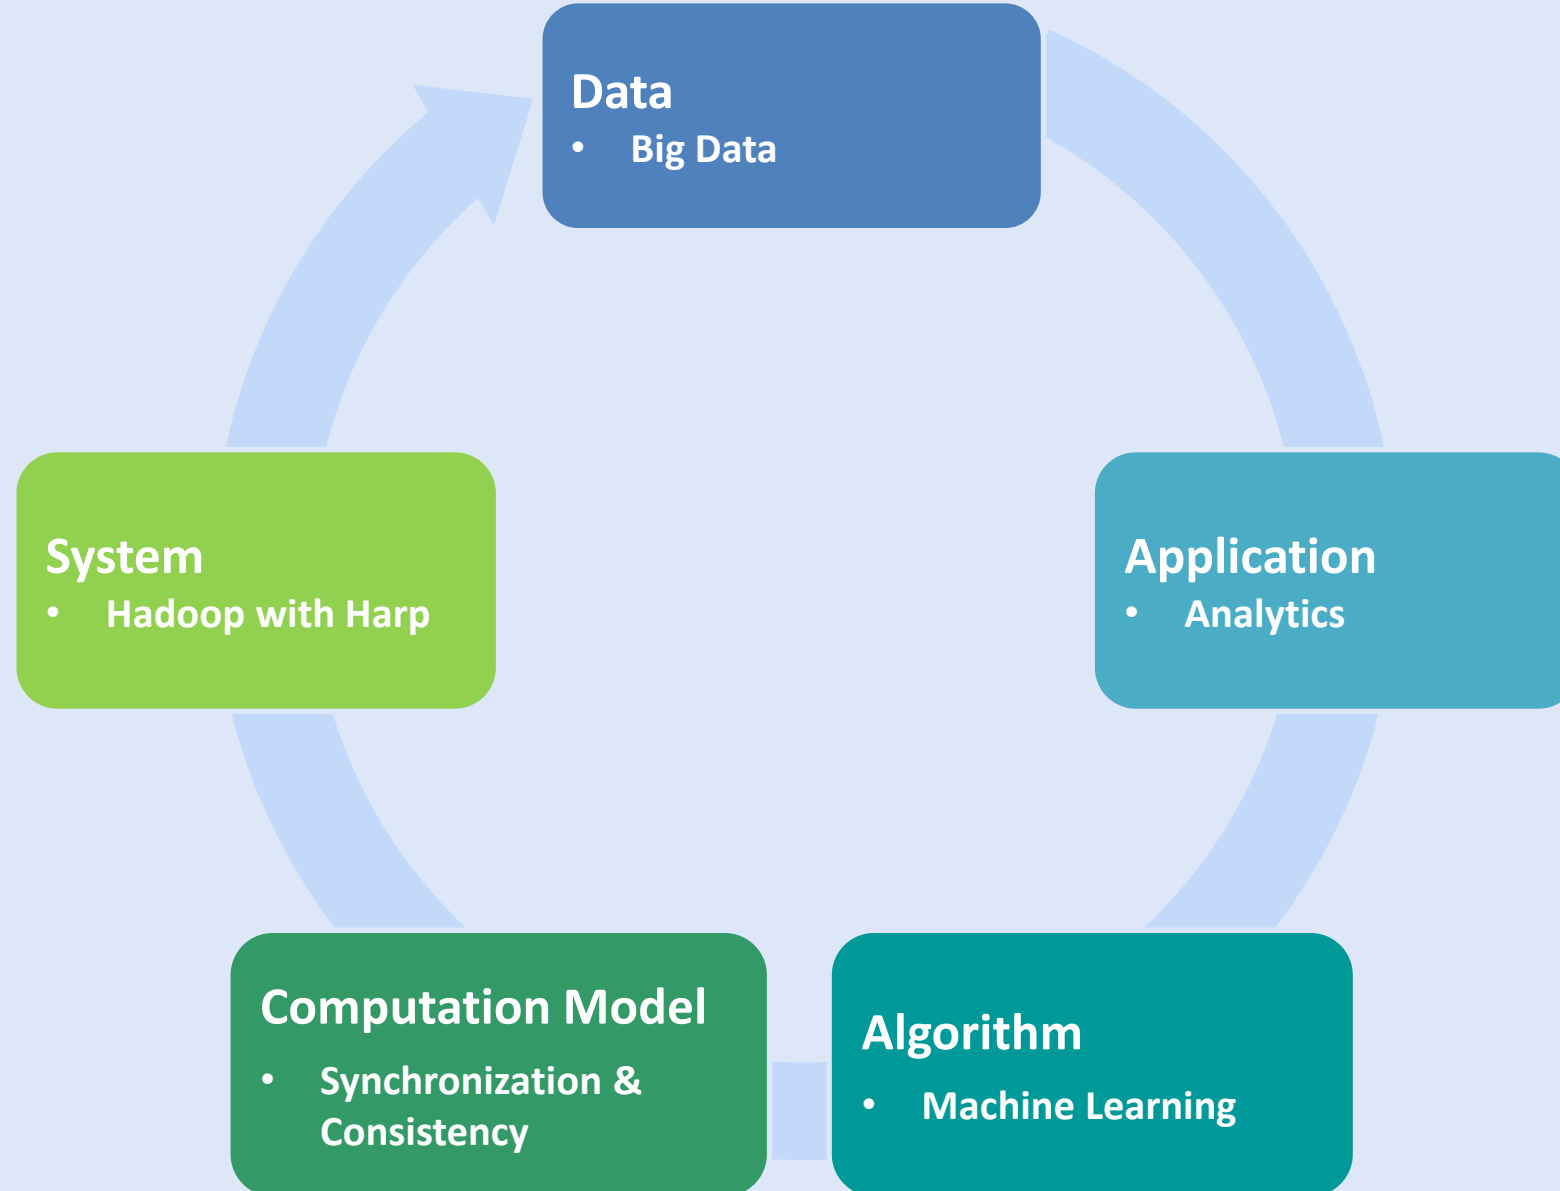 Data
• Big Data
Application
• Analytics
Algorithm
• Machine Learning
Computation Model
• Synchronization &
Consistency
System
• Hadoop with Harp